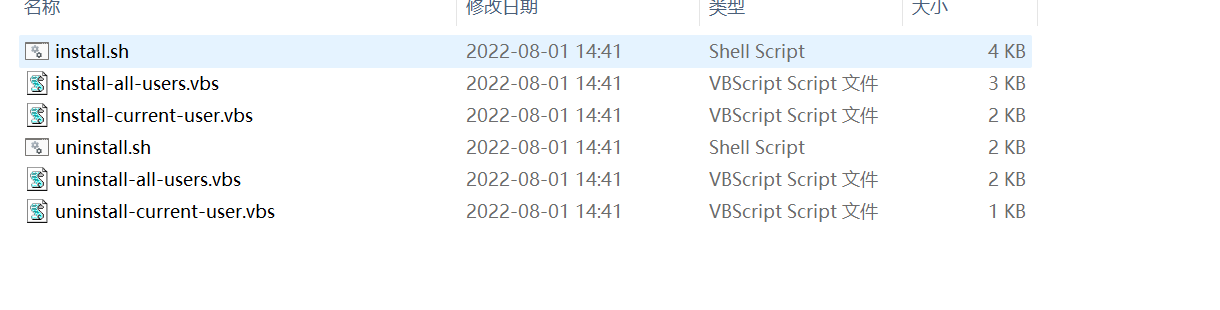 名称 修改日期 类型 大小
install.sh 2022-08-01 14:41 Shell Script 4 KB
install-all-users.vbs 2022-08-01 14:41 VBScript Script 文件 3 KB
install-current-user.vbs 2022-08-01 14:41 VBScript Script 文件 2 KB
uninstall.sh 2022-08-01 14:41 Shell Script 2 KB
uninstall-all-users.vbs 2022-08-01 14:41 VBScript Script 文件 2 KB
uninstall-current-user.vbs 2022-08-01 14:41 VBScript Script 文件 1 KB